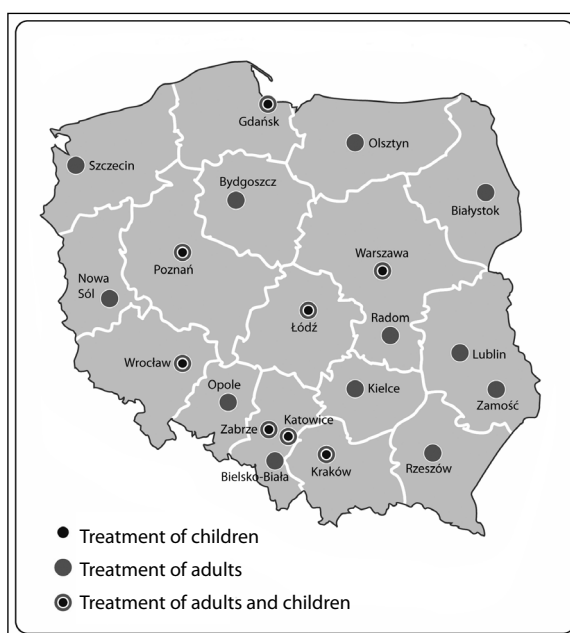 Gdańsk
Olsztyn
Szczecin
Bydgoszcz
Białystok
Poznań
Warszawa
Nowa
Sól
Łódź
Radom
Wrocław
Lublin
Opole
Kielce
Zamość
Zabrze
Katowice
Kraków
Rzeszów
Bielsko-Biała
Treatment of children
Treatment of adults
Treatment of adults and children